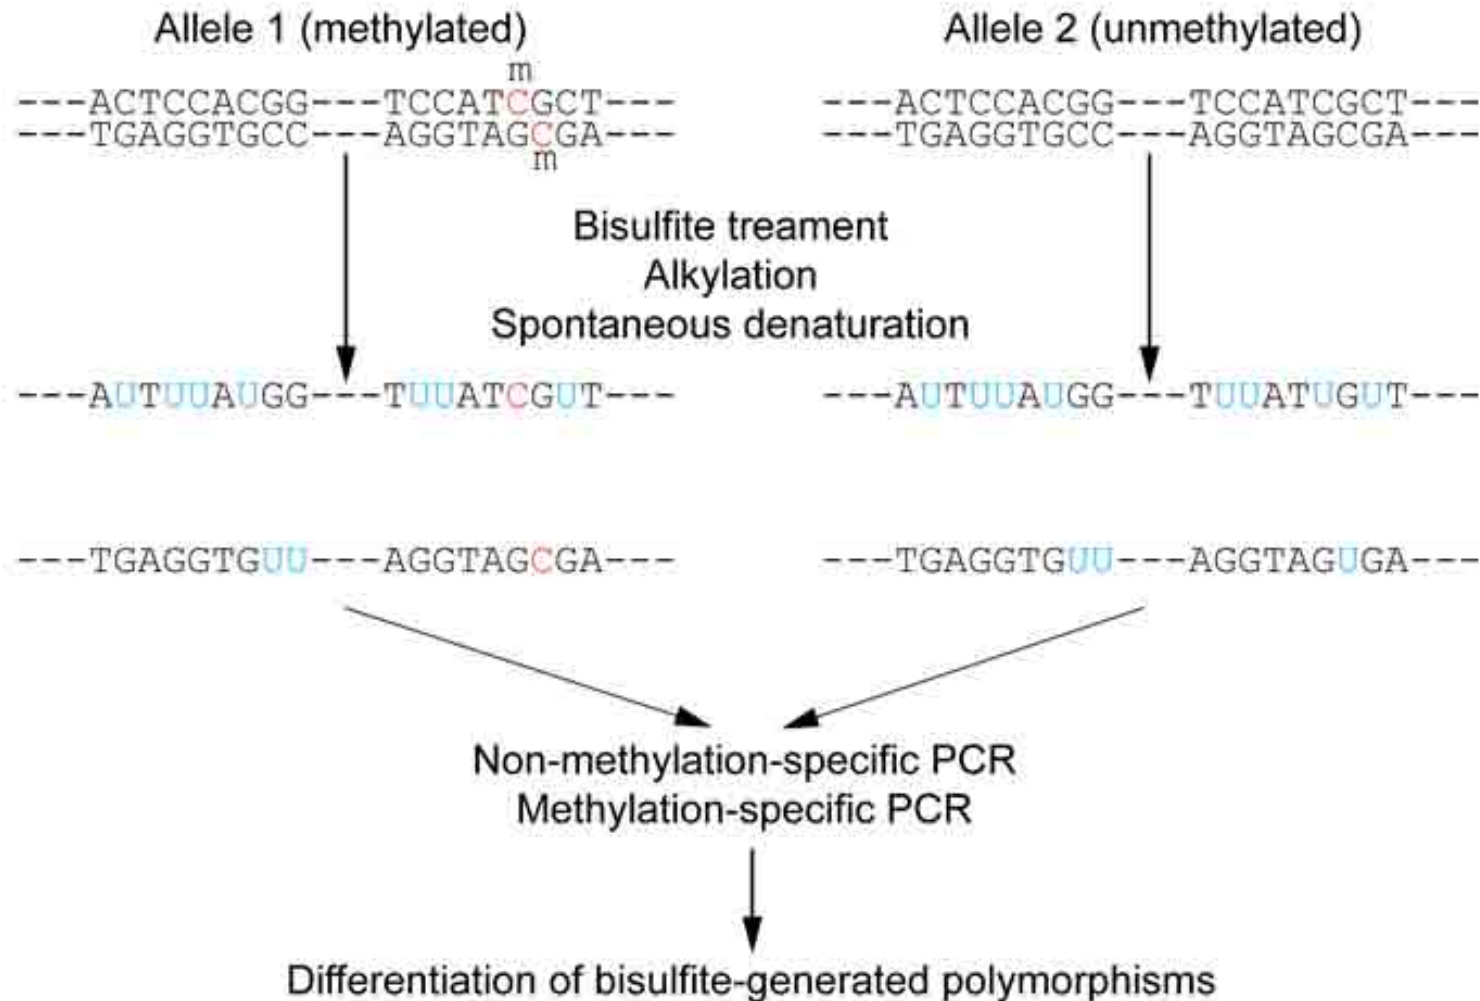 Allele 1 (methylated) Allele 2 (unmethylated)
m
---ACTCCACGG---TCCATCGCT--- ---ACTCCACGG---TCCATCGCT---
---TGAGGTGCC---AGGTAGCGA--- ---TGAGGTGCC---AGGTAGCGA---
m
Bisulfite treament
Alkylation
Spontaneous denaturation
---AUTUUAUGG---TUUATCGUT--- ---AUTUUAUGG---TUUATUGUT---
---TGAGGTGUU---AGGTAGCGA--- ---TGAGGTGUU---AGGTAGUGA---
Non-methylation-specific PCR
Methylation-specific PCR
Differentiation of bisulfite-generated polymorphisms